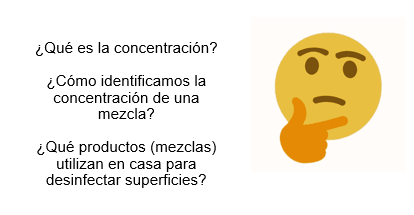 ¿Qué es la concentración?
¿Cómo identificamos la
concentración de una
mezcla?
¿Qué productos (mezclas)
utilizan en casa para
desinfectar superficies?